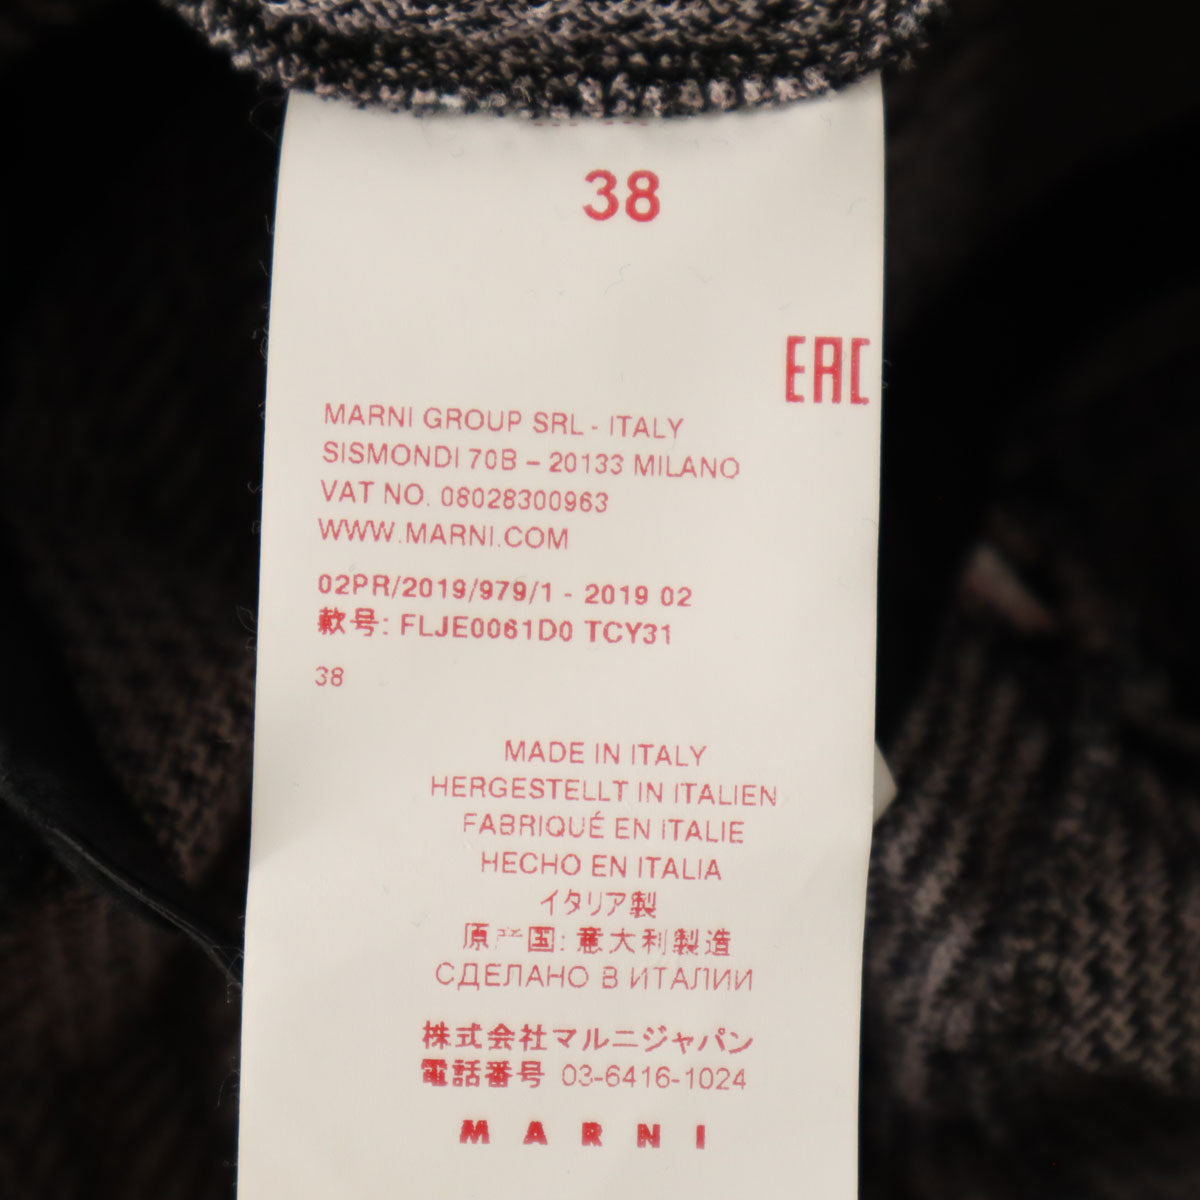 38
EAC
MARNI GROUP SRL - ITALY
SISMONDI 70B – 20133 MILANO
VAT NO. 08028300963
WWW.MARNI.COM
02PR/2019/979/1 - 2019 02
款号: FLJE0061D0 TCY31
38
MADE IN ITALY
HERGESTELLT IN ITALIEN
FABRIQUÉ EN ITALIE
HECHO EN ITALIA
イタリア製
原产国: 意大利製造
СДЕЛАНО В ИТАЛИИ
株式会社マルニジャパン
電話番号 03-6416-1024
MARNI